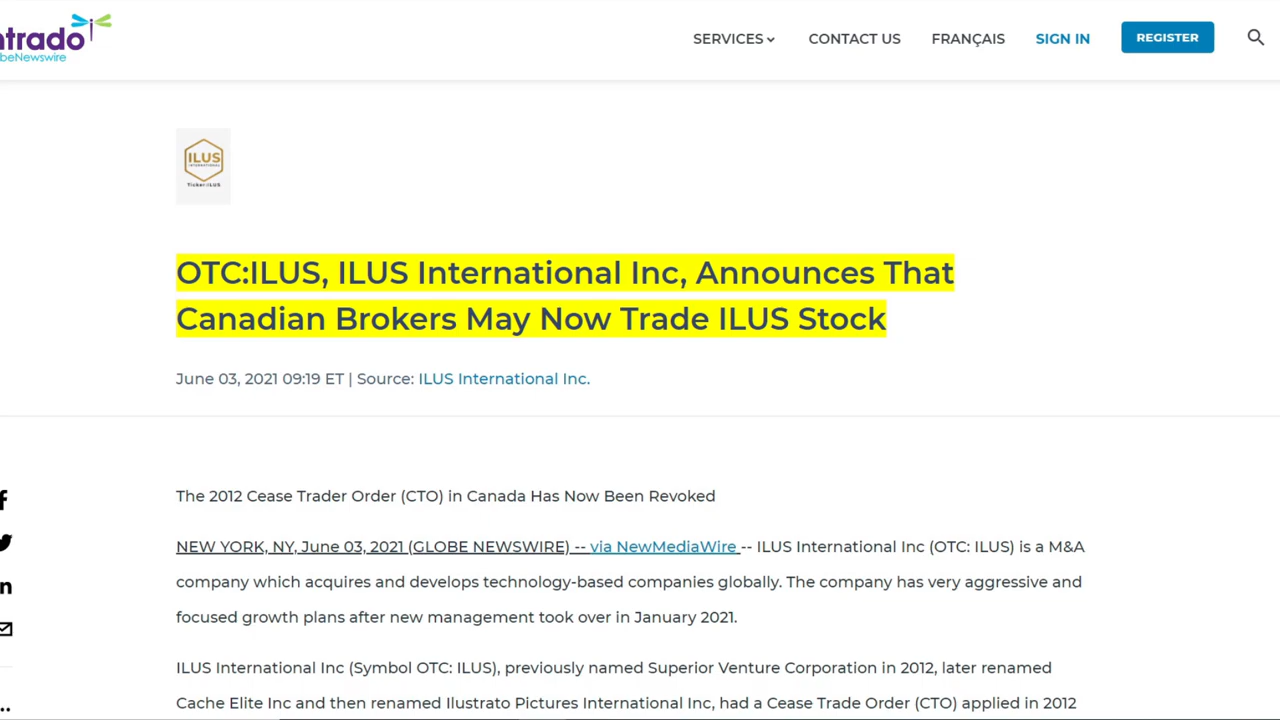 ntrado
beNewswire
SERVICES
CONTACT US
FRANÇAIS
SIGN IN
REGISTER
ILUS
INTERNATIONAL
Ticker:ILUS
OTC:ILUS, ILUS International Inc, Announces That
Canadian Brokers May Now Trade ILUS Stock
June 03, 2021 09:19 ET | Source: ILUS International Inc.
The 2012 Cease Trader Order (CTO) in Canada Has Now Been Revoked
NEW YORK, NY, June 03, 2021 (GLOBE NEWSWIRE) -- via NewMediaWire -- ILUS International Inc (OTC: ILUS) is a M&A
company which acquires and develops technology-based companies globally. The company has very aggressive and
focused growth plans after new management took over in January 2021.
ILUS International Inc (Symbol OTC: ILUS), previously named Superior Venture Corporation in 2012, later renamed
Cache Elite Inc and then renamed Ilustrato Pictures International Inc, had a Cease Trade Order (CTO) applied in 2012